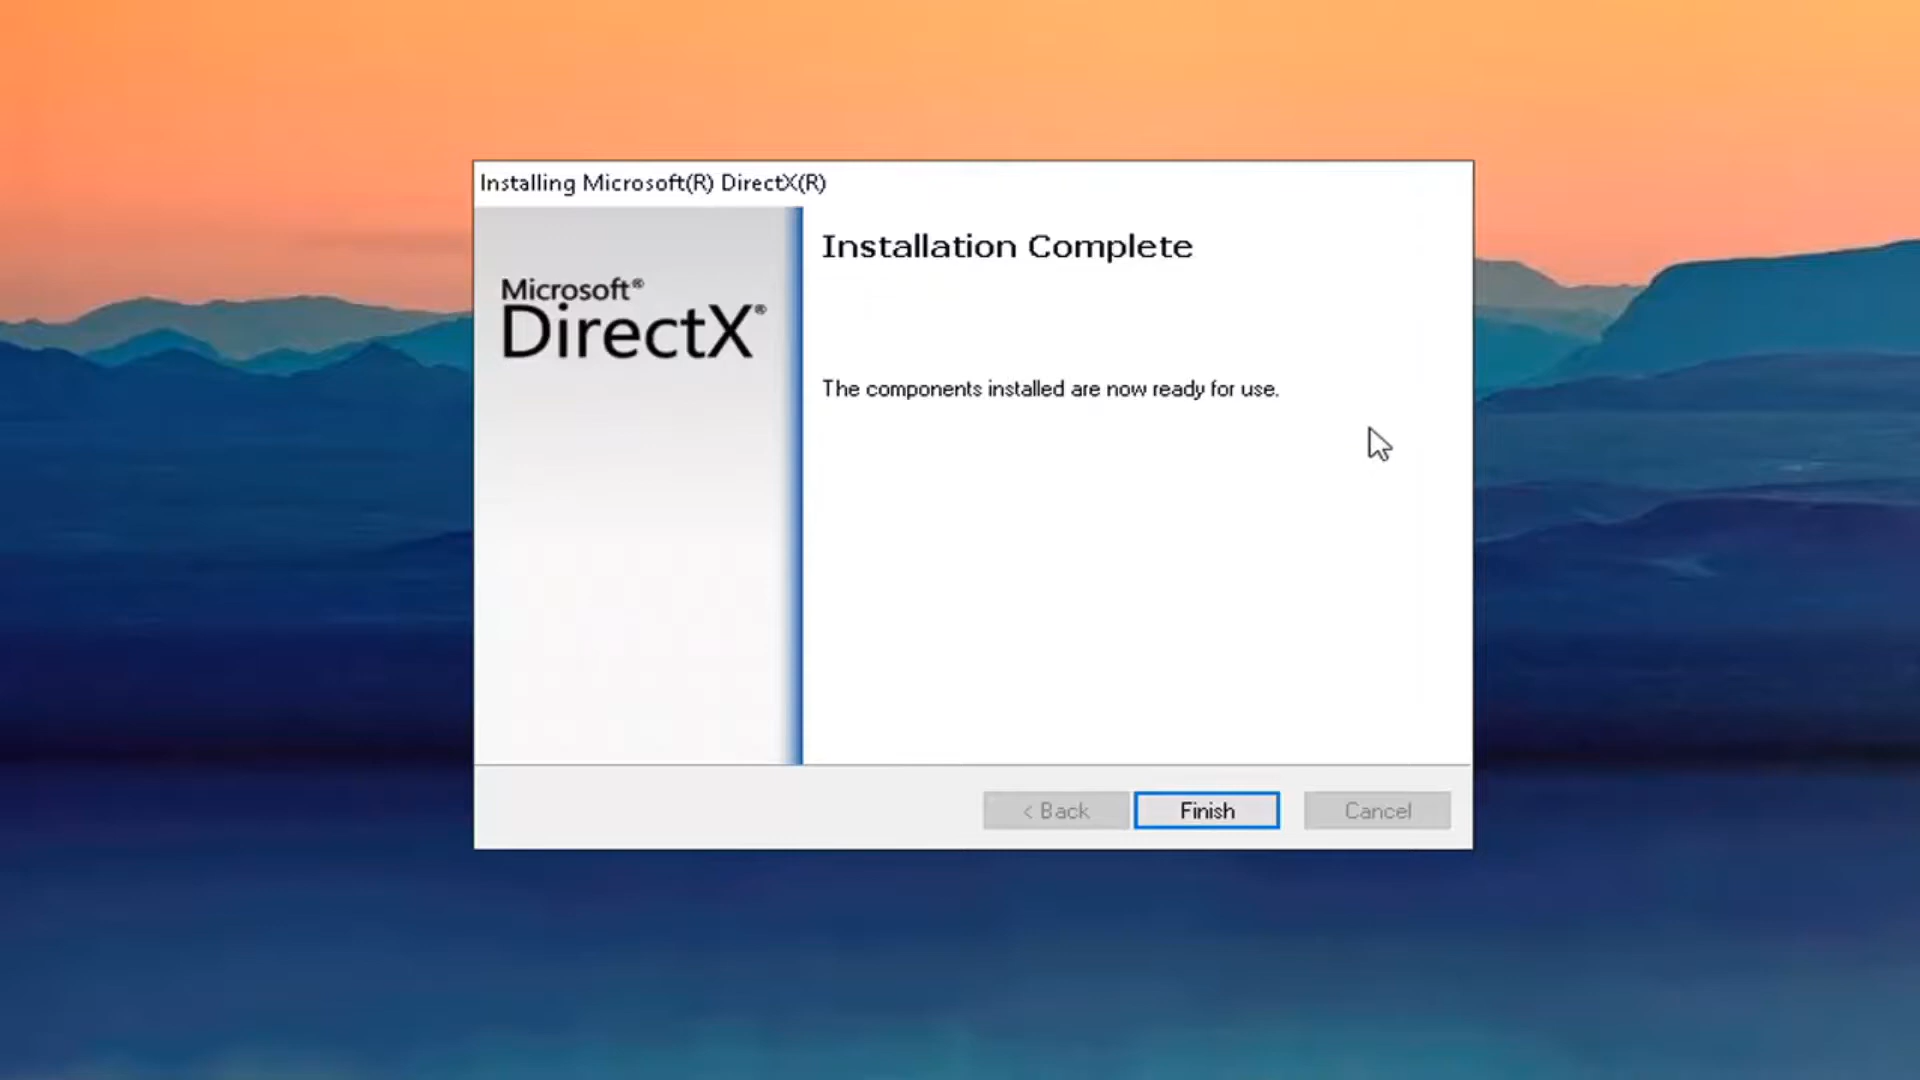 Installing Microsoft(R) DirectX(R)
Installation Complete
Microsoft®
DirectX®
The components installed are now ready for use.
< Back
Finish
Cancel